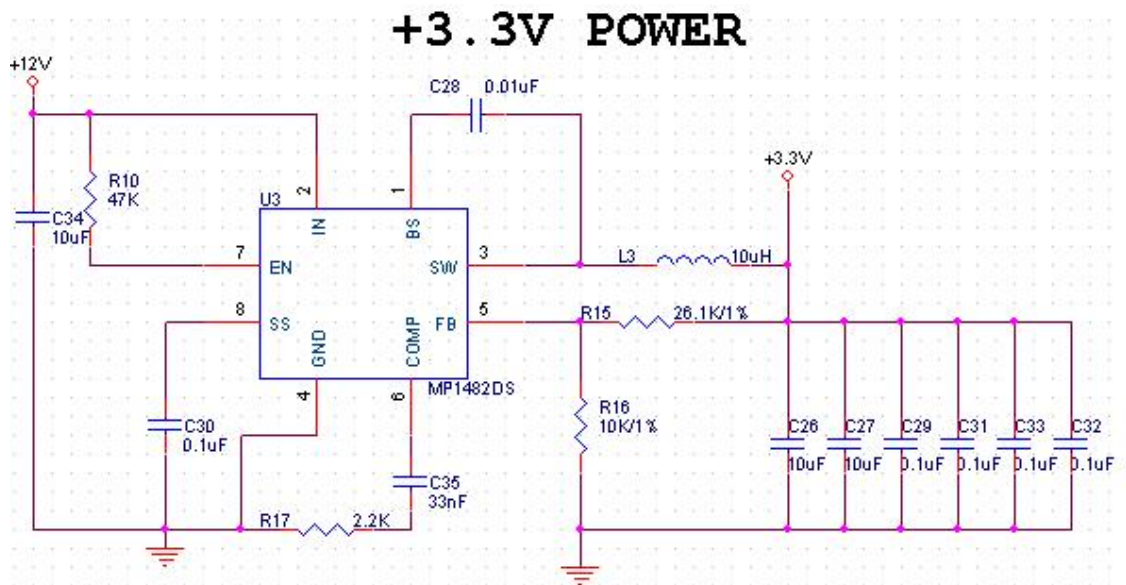 +3.3V POWER
+12V
C28 0.01uF
+3.3V
R10
47K
U3
2
1
C34
10uF
IN
BS
7
EN
SW
3
L3 10uH
8
SS
FB
5
R15 26.1K/1%
GND
COMP
MP1482DS
4
6
C30
0.1uF
R16
10K/1%
C26
10uF
C27
10uF
C29
0.1uF
C31
0.1uF
C33
0.1uF
C32
0.1uF
C35
33nF
R17 2.2K